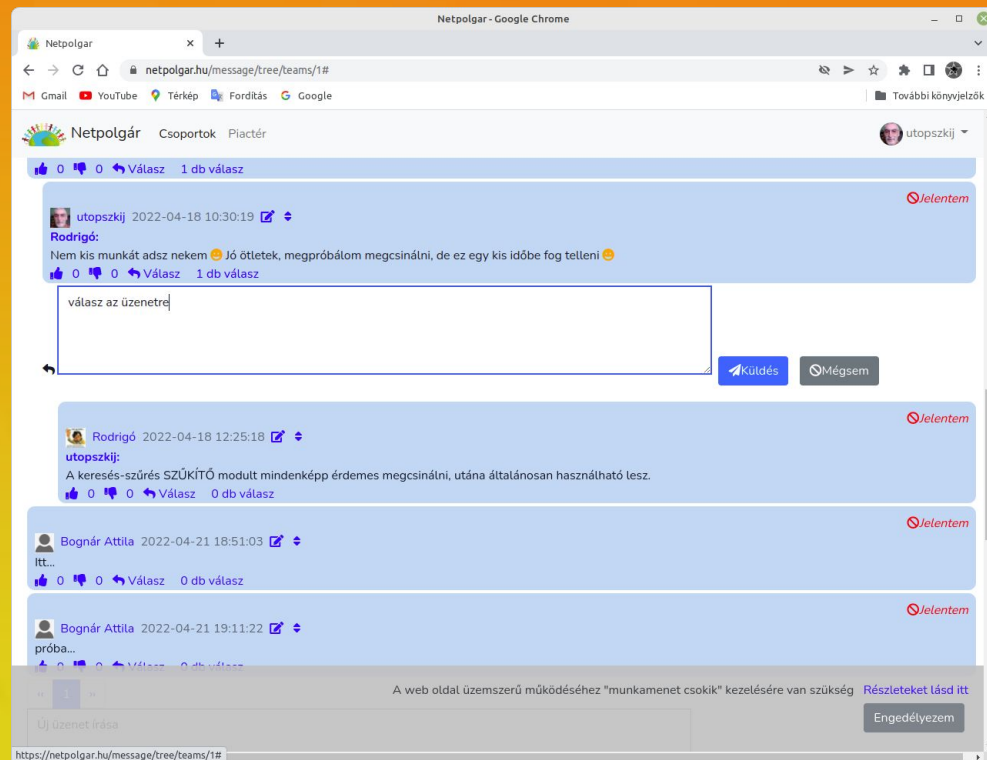 Netpolgar - Google Chrome
Netpolgar
netpolgar.hu/message/tree/teams/1#
Gmail YouTube Térkép Fordítás Google További könyvjelzők
Netpolgár Csoportok Piactér utopszkij
0 0 Válasz 1 db válasz
Jelentem
utopszkij 2022-04-18 10:30:19
Rodrigó:
Nem kis munkát adsz nekem Jó ötletek, megpróbálom megcsinálni, de ez egy kis időbe fog telleni
0 0 Válasz 1 db válasz
válasz az üzenetre
Küldés Mégsem
Jelentem
Rodrigó 2022-04-18 12:25:18
utopszkij:
A keresés-szűrés SZŰKÍTŐ modult mindenképp érdemes megcsinálni, utána általánosan használható lesz.
0 0 Válasz 0 db válasz
Jelentem
Bognár Attila 2022-04-21 18:51:03
Itt...
0 0 Válasz 0 db válasz
Jelentem
Bognár Attila 2022-04-21 19:11:22
próba...
0 0 Válasz 0 db válasz
« 1 »
A web oldal üzemszerű működéséhez "munkamenet csokik" kezelésére van szükség Részleteket lásd itt
Új üzenet írása
Engedélyezem
https://netpolgar.hu/message/tree/teams/1#